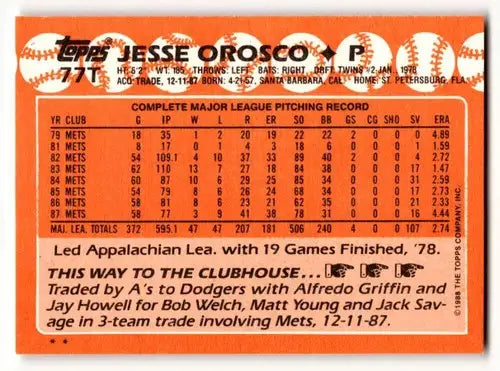 Topps JESSE OROSCO ✦ P
77T HT: 6'2" WT: 185 THROWS: LEFT BATS: RIGHT DRFT: TWINS #2-JAN., 1978
ACQ: TRADE, 12-11-87 BORN: 4-21-57, SANTA BARBARA, CAL. HOME: ST. PETERSBURG, FLA.
COMPLETE MAJOR LEAGUE PITCHING RECORD
YR CLUB G IP W L R ER SO BB GS CG SHO SV ERA
79 METS 18 35 1 2 20 19 22 22 2 0 0 0 4.89
81 METS 8 17 0 1 4 3 18 6 0 0 0 1 1.59
82 METS 54 109.1 4 10 37 33 89 40 2 0 0 4 2.72
83 METS 62 110 13 7 27 18 84 38 0 0 0 17 1.47
84 METS 60 87 10 6 29 25 85 34 0 0 0 31 2.59
85 METS 54 79 8 6 26 24 68 34 0 0 0 17 2.73
86 METS 58 81 8 6 23 21 62 35 0 0 0 21 2.33
87 METS 58 77 3 9 41 38 78 31 0 0 0 16 4.44
MAJ. LEA. TOTALS 372 595.1 47 47 207 181 506 240 4 0 0 107 2.74
Led Appalachian Lea. with 19 Games Finished, '78.
THIS WAY TO THE CLUBHOUSE...
Traded by A's to Dodgers with Alfredo Griffin and
Jay Howell for Bob Welch, Matt Young and Jack Sav-
age in 3-team trade involving Mets, 12-11-87.
* *
©1988 THE TOPPS COMPANY, INC.